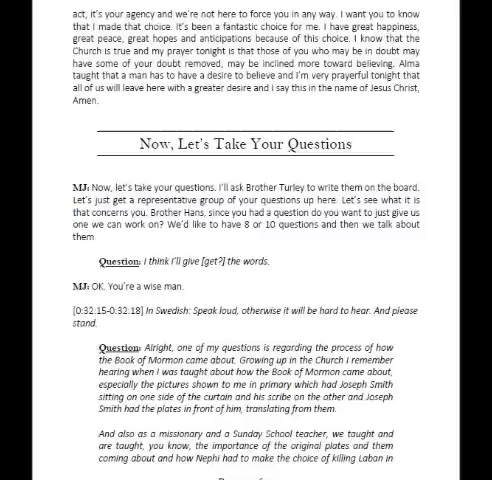 act, it's your agency and we're not here to force you in any way. I want you to know
that I made that choice. It's been a fantastic choice for me. I have great happiness,
great peace, great hopes and anticipations because of this choice. I know that the
Church is true and my prayer tonight is that those of you who may be in doubt may
have some of your doubt removed, may be inclined more toward believing. Alma
taught that a man has to have a desire to believe and I'm very prayerful tonight that
all of us will leave here with a greater desire and I say this in the name of Jesus Christ,
Amen.
Now, Let's Take Your Questions
MJ: Now, let's take your questions. I'll ask Brother Turley to write them on the board.
Let's just get a representative group of your questions up here. Let's see what it is
that concerns you. Brother Hans, since you had a question do you want to just give us
one we can work on? We'd like to have 8 or 10 questions and then we talk about
them.
Question: I think I'll give [get?] the words.
MJ: OK. You're a wise man.
[0:32:15-0:32:18] In Swedish: Speak loud, otherwise it will be hard to hear. And please
stand.
Question: Alright, one of my questions is regarding the process of how
the Book of Mormon came about. Growing up in the Church I remember
hearing when I was taught about how the Book of Mormon came about,
especially the pictures shown to me in primary which had Joseph Smith
sitting on one side of the curtain and his scribe on the other and Joseph
Smith had the plates in front of him, translating from them.
And also as a missionary and a Sunday School teacher, we taught and
are taught, you know, the importance of the original plates and them
coming about and how Nephi had to make the choice of killing Laban in